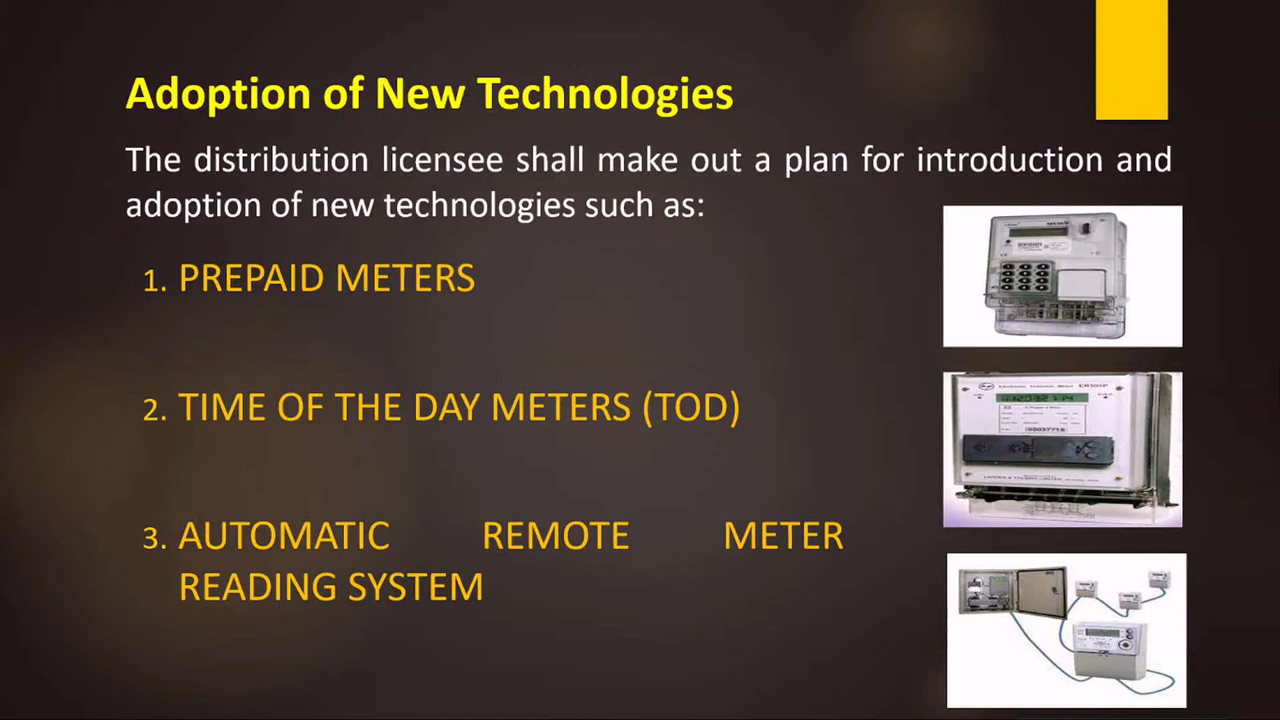 Adoption of New Technologies
The distribution licensee shall make out a plan for introduction and
adoption of new technologies such as:
1. PREPAID METERS
2. TIME OF THE DAY METERS (TOD)
3. AUTOMATIC REMOTE METER
READING SYSTEM